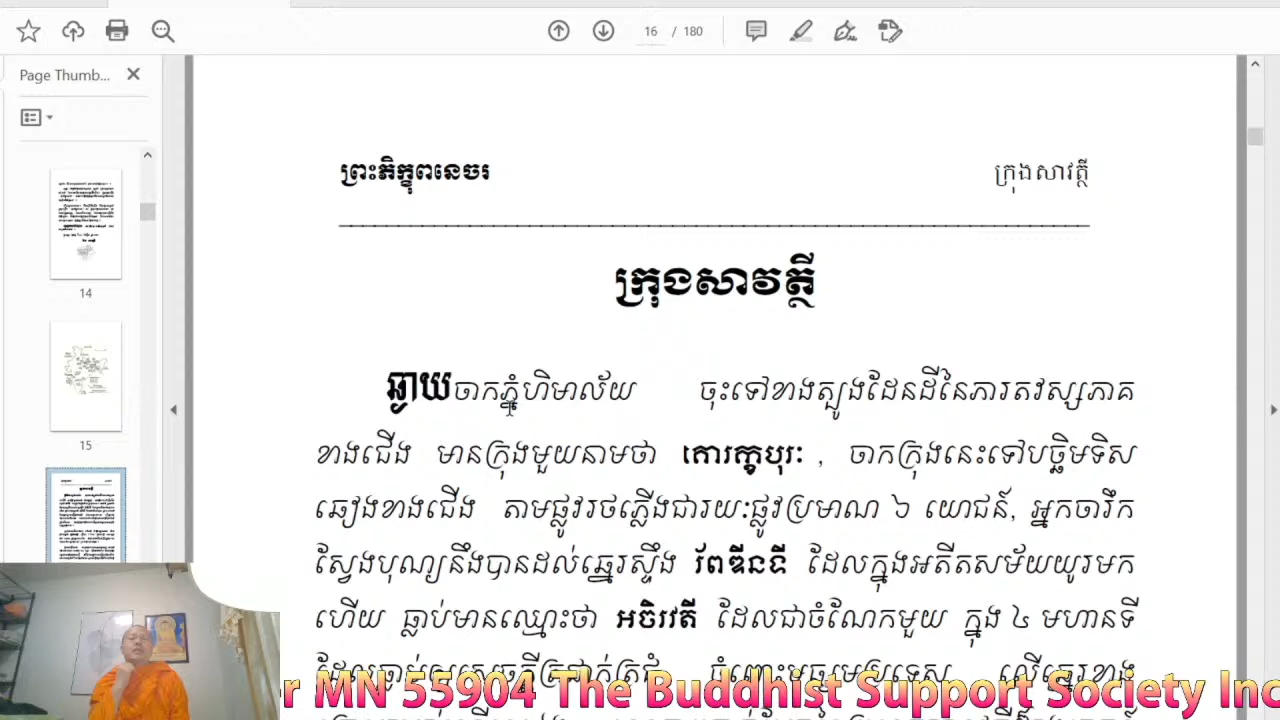 16 / 180
Page Thumb...
14
15
ព្រះភិក្ខុពនេចរ
ក្រុងសាវត្ថី
ក្រុងសាវត្ថី
ឆ្ងាយចាកភ្នំហិមាល័យ ចុះទៅខាងត្បូងដែនដីនៃភារតវស្សភាគ
ខាងជើង មានក្រុងមួយនាមថា គោរក្ខបុរៈ , ចាកក្រុងនេះទៅបច្ឆិមទិស
ឆៀងខាងជើង តាមផ្លូវរថភ្លើងជារយៈផ្លូវប្រមាណ ៦ យោជន៍, អ្នកចារឹក
ស្វែងបុណ្យនឹងបានដល់ឆ្នេរស្ទឹង រ័ពឌីនទី ដែលក្នុងអតីតសម័យយូរមក
ហើយ ធ្លាប់មានឈ្មោះថា អចិរវតី ដែលជាចំណែកមួយ ក្នុង ៤ មហានទី
r MN 55904 The Buddhist Support Society Inc